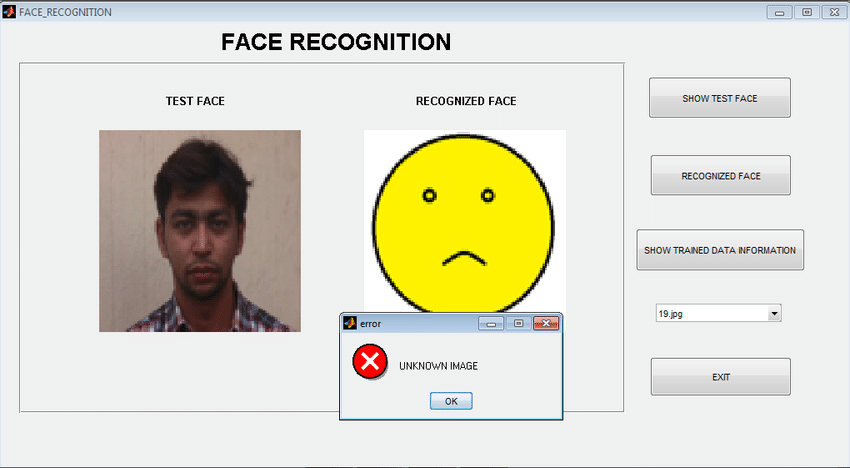 FACE_RECOGNITION
FACE RECOGNITION
TEST FACE
RECOGNIZED FACE
SHOW TEST FACE
RECOGNIZED FACE
SHOW TRAINED DATA INFORMATION
19.jpg
error
UNKNOWN IMAGE
OK
EXIT